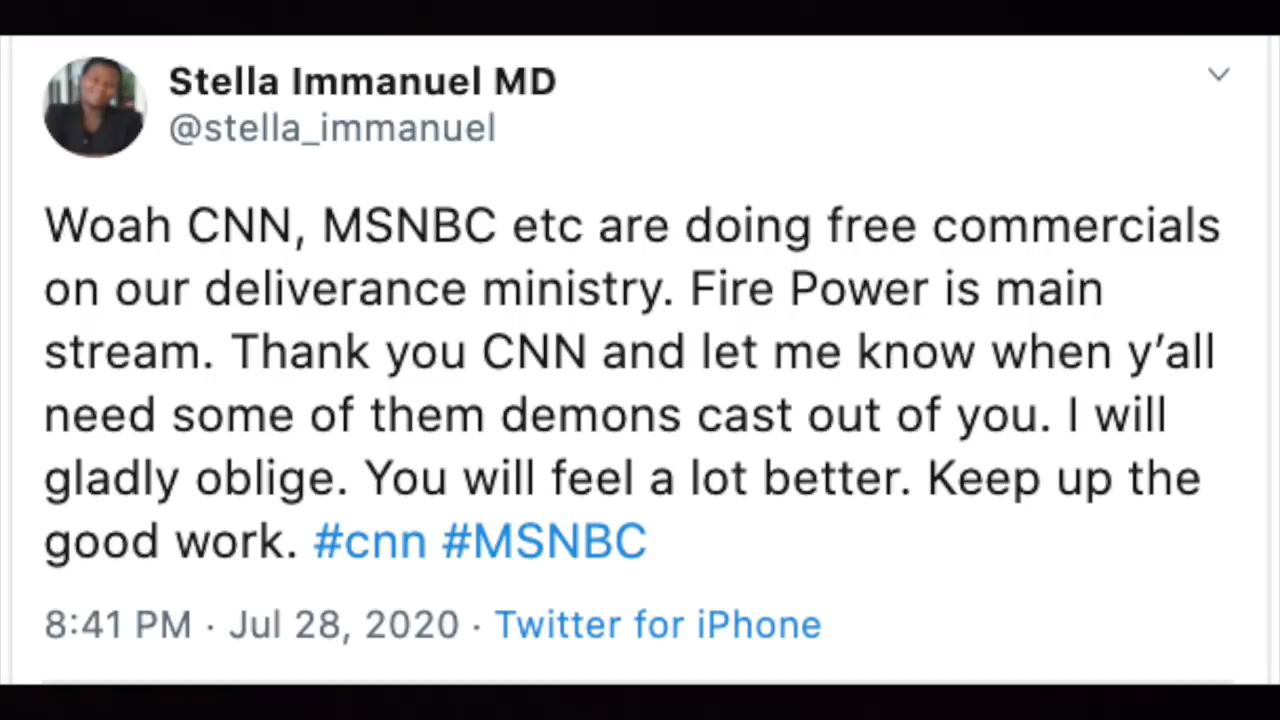 Stella Immanuel MD
@stella_immanuel
Woah CNN, MSNBC etc are doing free commercials
on our deliverance ministry. Fire Power is main
stream. Thank you CNN and let me know when y’all
need some of them demons cast out of you. I will
gladly oblige. You will feel a lot better. Keep up the
good work. #cnn #MSNBC
8:41 PM · Jul 28, 2020 · Twitter for iPhone